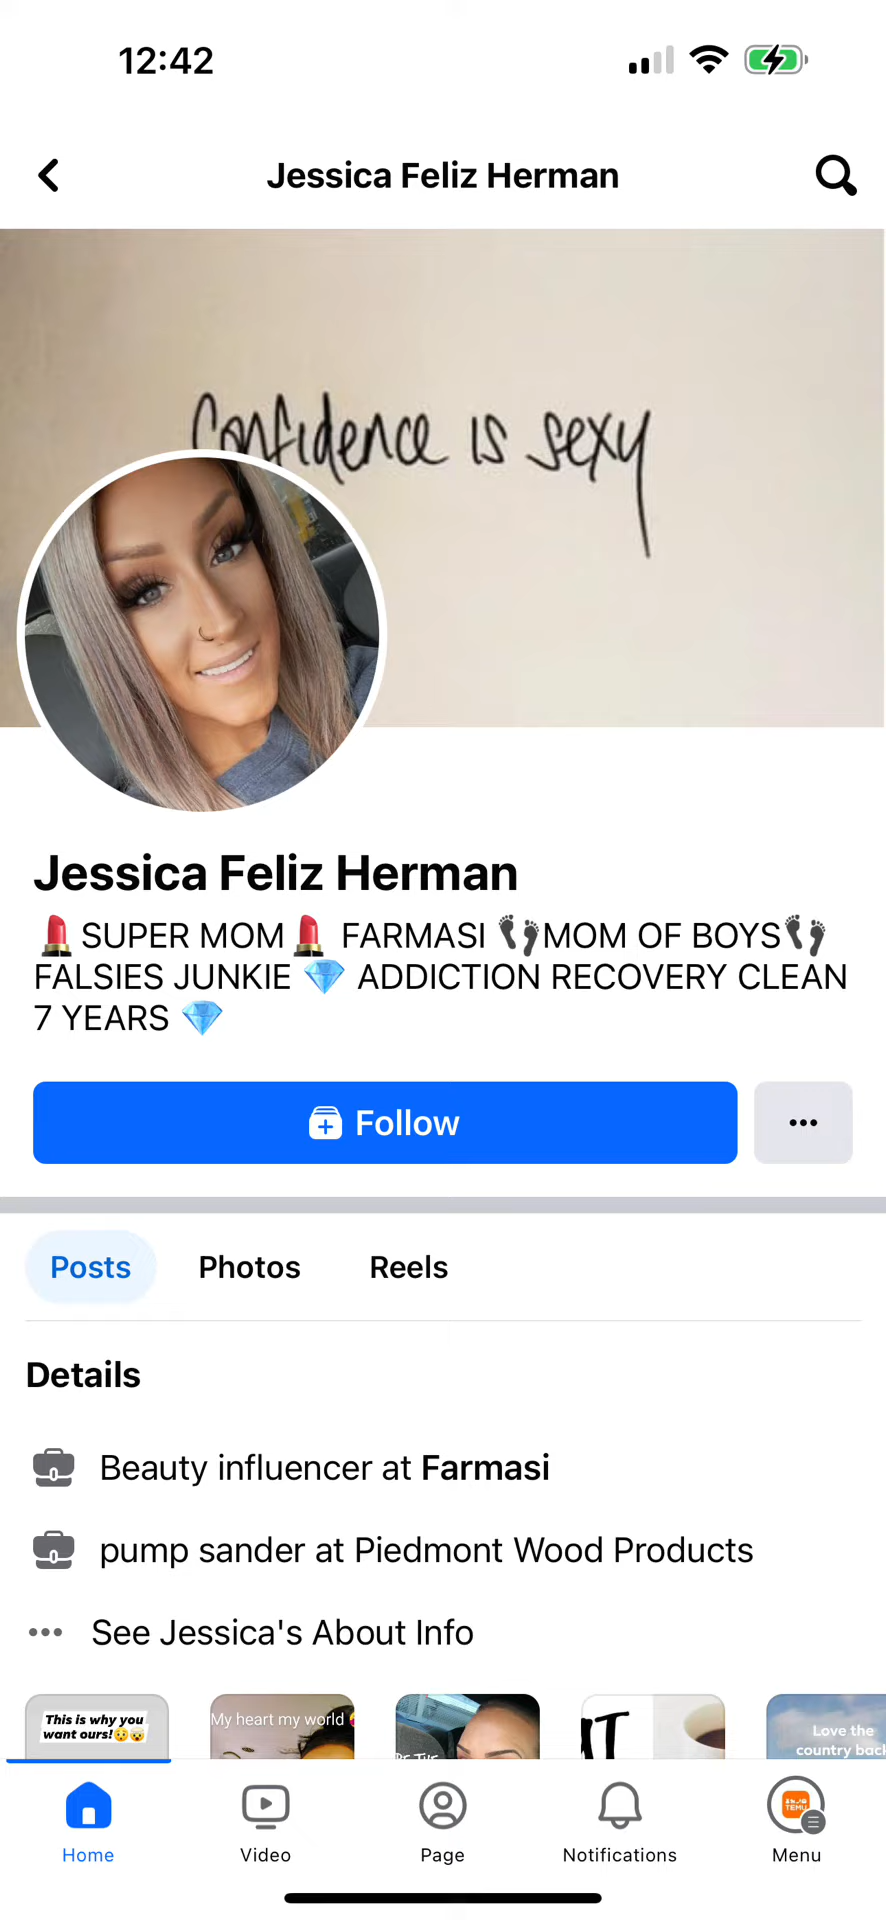 12:42
Jessica Feliz Herman
Confidence is sexy
Jessica Feliz Herman
💄 SUPER MOM💄 FARMASI 👣MOM OF BOYS👣
FALSIES JUNKIE 💎 ADDICTION RECOVERY CLEAN
7 YEARS 💎
Follow
Posts Photos Reels
Details
Beauty influencer at Farmasi
pump sander at Piedmont Wood Products
See Jessica's About Info
This is why you
want ours!😢🤯
My heart my world
Love the
country back
Home Video Page Notifications Menu
TEMU